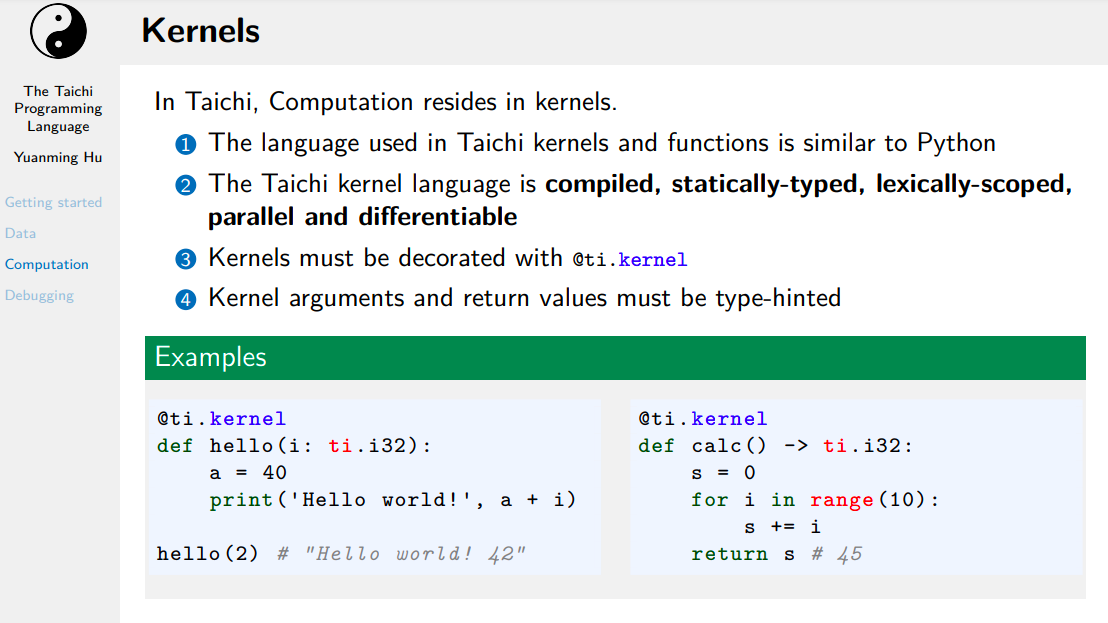 Kernels
The Taichi
Programming
Language
Yuanming Hu
Getting started
Data
Computation
Debugging
In Taichi, Computation resides in kernels.
1 The language used in Taichi kernels and functions is similar to Python
2 The Taichi kernel language is compiled, statically-typed, lexically-scoped,
parallel and differentiable
3 Kernels must be decorated with @ti.kernel
4 Kernel arguments and return values must be type-hinted
Examples
@ti.kernel
def hello(i: ti.i32):
    a = 40
    print('Hello world!', a + i)
hello(2) # "Hello world! 42"
@ti.kernel
def calc() -> ti.i32:
    s = 0
    for i in range(10):
        s += i
    return s # 45